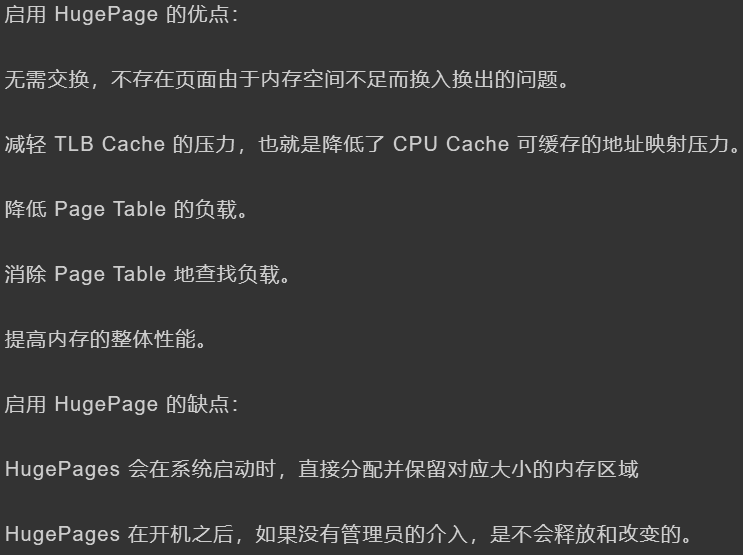 启用 HugePage 的优点：
无需交换，不存在页面由于内存空间不足而换入换出的问题。
减轻 TLB Cache 的压力，也就是降低了 CPU Cache 可缓存的地址映射压力。
降低 Page Table 的负载。
消除 Page Table 地查找负载。
提高内存的整体性能。
启用 HugePage 的缺点：
HugePages 会在系统启动时，直接分配并保留对应大小的内存区域
HugePages 在开机之后，如果没有管理员的介入，是不会释放和改变的。